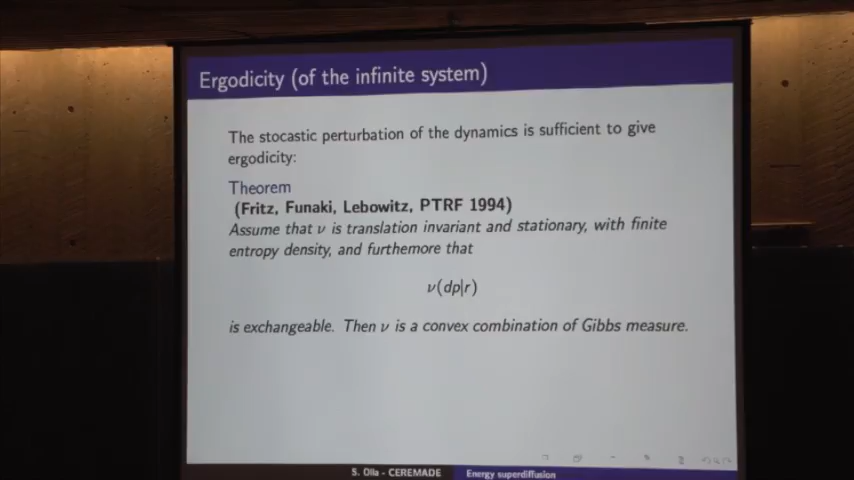 Ergodicity (of the infinite system)
The stocastic perturbation of the dynamics is sufficient to give
ergodicity:
Theorem
(Fritz, Funaki, Lebowitz, PTRF 1994)
Assume that ν is translation invariant and stationary, with finite
entropy density, and furthermore that
ν(dp|r)
is exchangeable. Then ν is a convex combination of Gibbs measure.
S. Olla - CEREMADE Energy superdiffusion